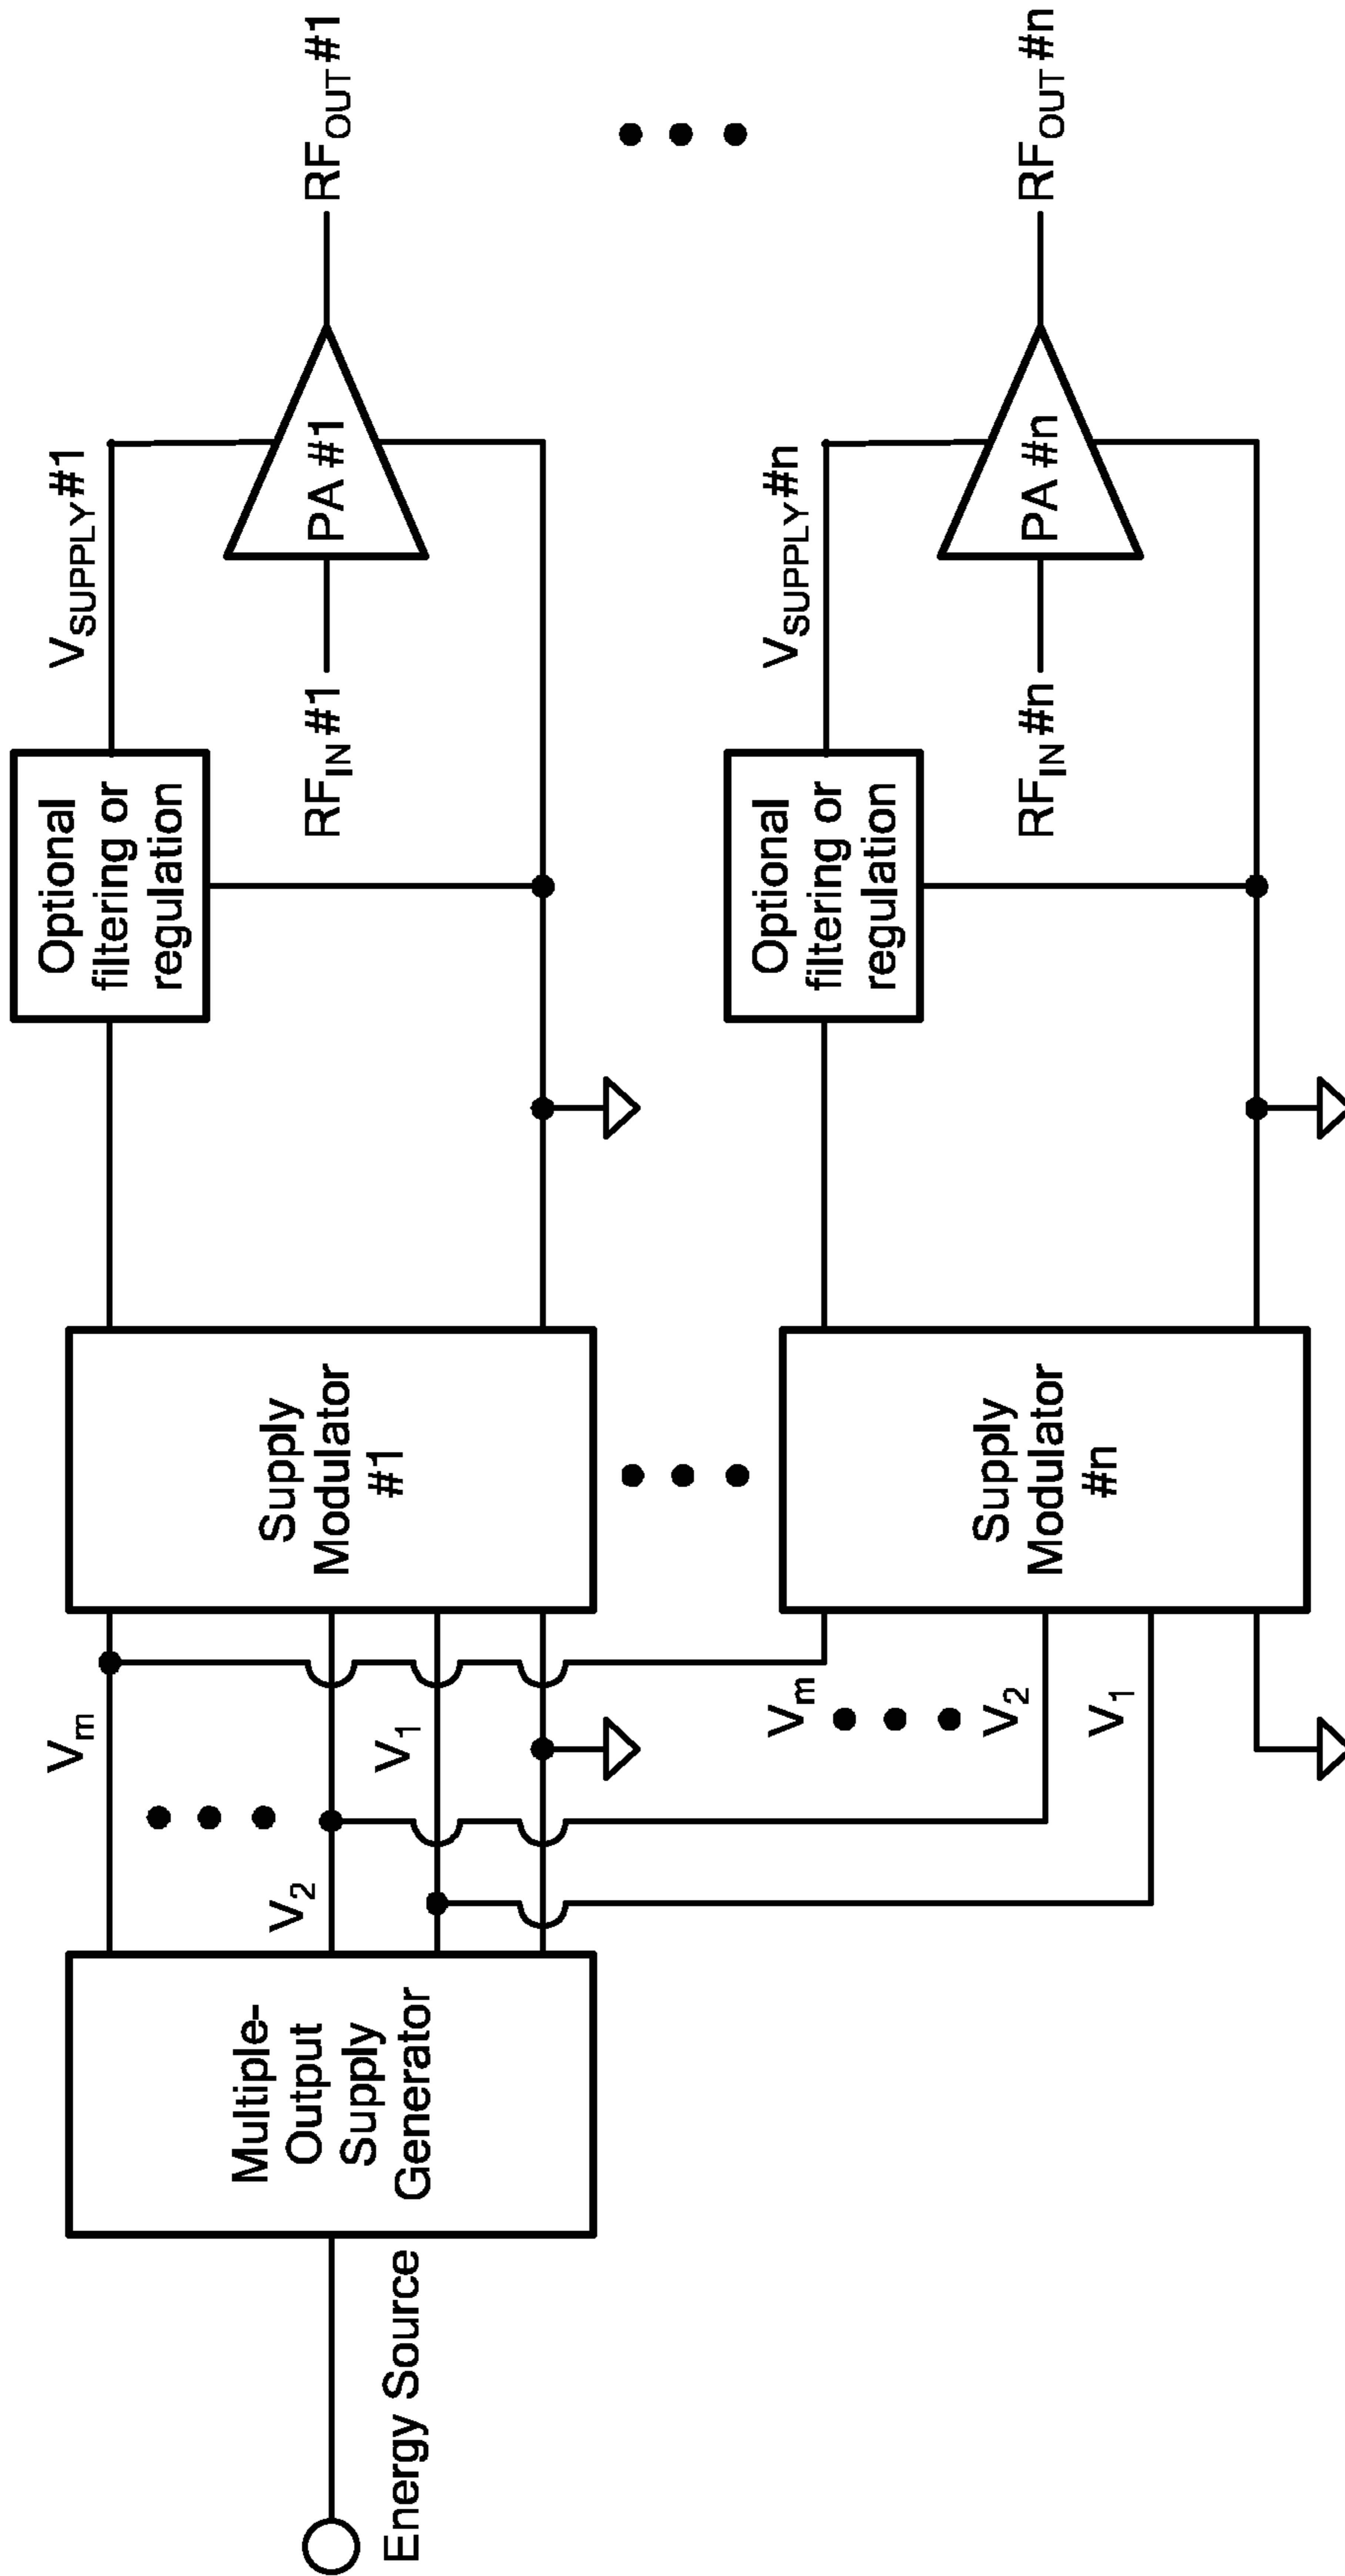 Energy Source
Multiple-
Output
Supply
Generator
Vm
V2
V1
Supply
Modulator
#1
Optional
filtering or
regulation
VSUPPLY#1
RFIN#1
PA #1
RFOUT#1
Vm
V2
V1
Supply
Modulator
#n
Optional
filtering or
regulation
VSUPPLY#n
RFIN#n
PA #n
RFOUT#n